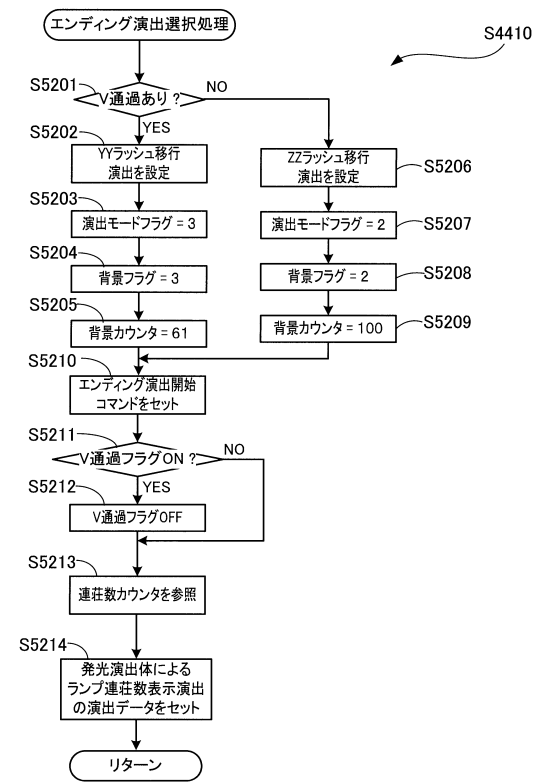 エンディング演出選択処理
S4410
S5201
V通過あり？
NO
YES
S5202
YYラッシュ移行
演出を設定
ZZラッシュ移行
演出を設定
S5206
S5203
演出モードフラグ = 3
演出モードフラグ = 2
S5207
S5204
背景フラグ = 3
背景フラグ = 2
S5208
S5205
背景カウンタ = 61
背景カウンタ = 100
S5209
S5210
エンディング演出開始
コマンドをセット
S5211
V通過フラグON？
NO
YES
S5212
V通過フラグOFF
S5213
連荘数カウンタを参照
S5214
発光演出体による
ランプ連荘数表示演出
の演出データをセット
リターン